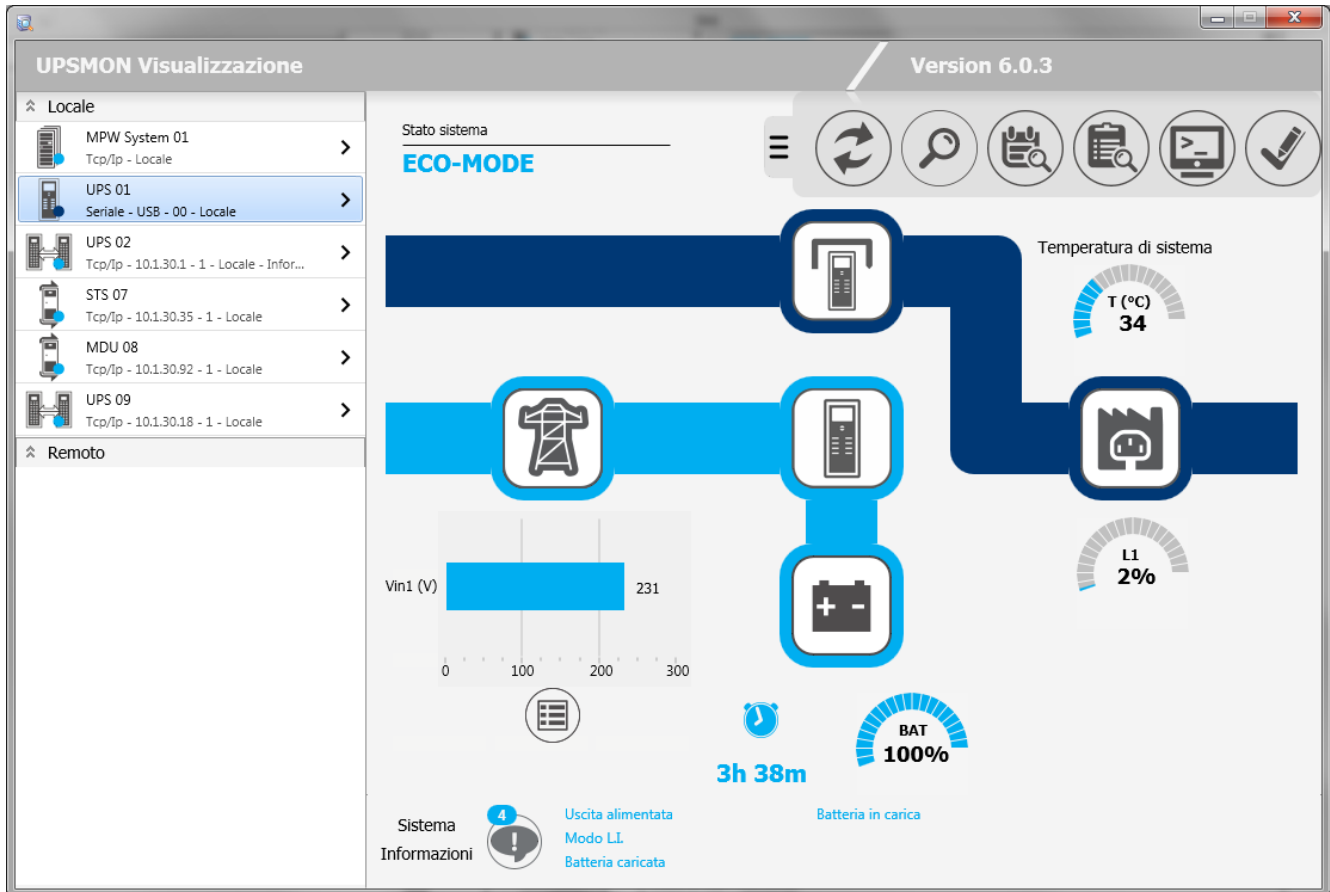 UPSMON Visualizzazione
Version 6.0.3
Locale
MPW System 01
Tcp/Ip - Locale
UPS 01
Seriale - USB - 00 - Locale
UPS 02
Tcp/Ip - 10.1.30.1 - 1 - Locale - Infor...
STS 07
Tcp/Ip - 10.1.30.35 - 1 - Locale
MDU 08
Tcp/Ip - 10.1.30.92 - 1 - Locale
UPS 09
Tcp/Ip - 10.1.30.18 - 1 - Locale
Remoto
Stato sistema
ECO-MODE
>_
Temperatura di sistema
T (°C)
34
L1
2%
Vin1 (V)
231
0 100 200 300
+ -
3h 38m
BAT
100%
Sistema
Informazioni
4
!
Uscita alimentata
Modo L.I.
Batteria caricata
Batteria in carica